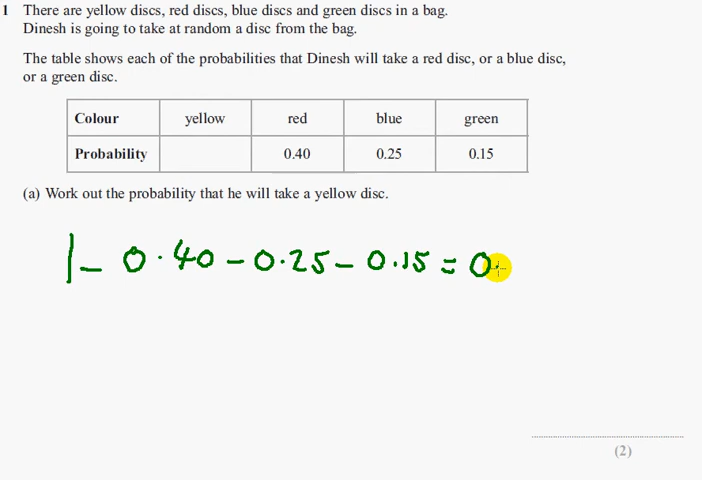 1 There are yellow discs, red discs, blue discs and green discs in a bag.
Dinesh is going to take at random a disc from the bag.
The table shows each of the probabilities that Dinesh will take a red disc, or a blue disc,
or a green disc.
Colour yellow red blue green
Probability 0.40 0.25 0.15
(a) Work out the probability that he will take a yellow disc.
1 - 0.40 - 0.25 - 0.15 = 0.
(2)